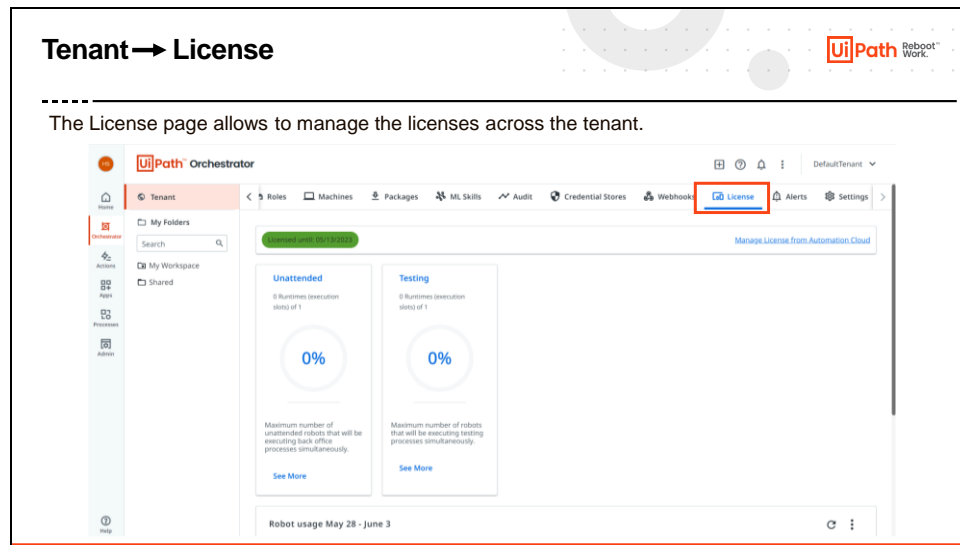 Tenant → License
UiPath Reboot Work.
The License page allows to manage the licenses across the tenant.
HS
UiPath Orchestrator
DefaultTenant
Home
Orchestrator
Actions
Apps
Processes
Admin
Help
Tenant
My Folders
Search
My Workspace
Shared
Roles Machines Packages ML Skills Audit Credential Stores Webhooks License Alerts Settings
Licensed until: 05/13/2023
Manage License from Automation Cloud
Unattended
0 Runtimes (execution
slots) of 1
0%
Maximum number of
unattended robots that will be
executing back office
processes simultaneously.
See More
Testing
0 Runtimes (execution
slots) of 1
0%
Maximum number of robots
that will be executing testing
processes simultaneously.
See More
Robot usage May 28 - June 3